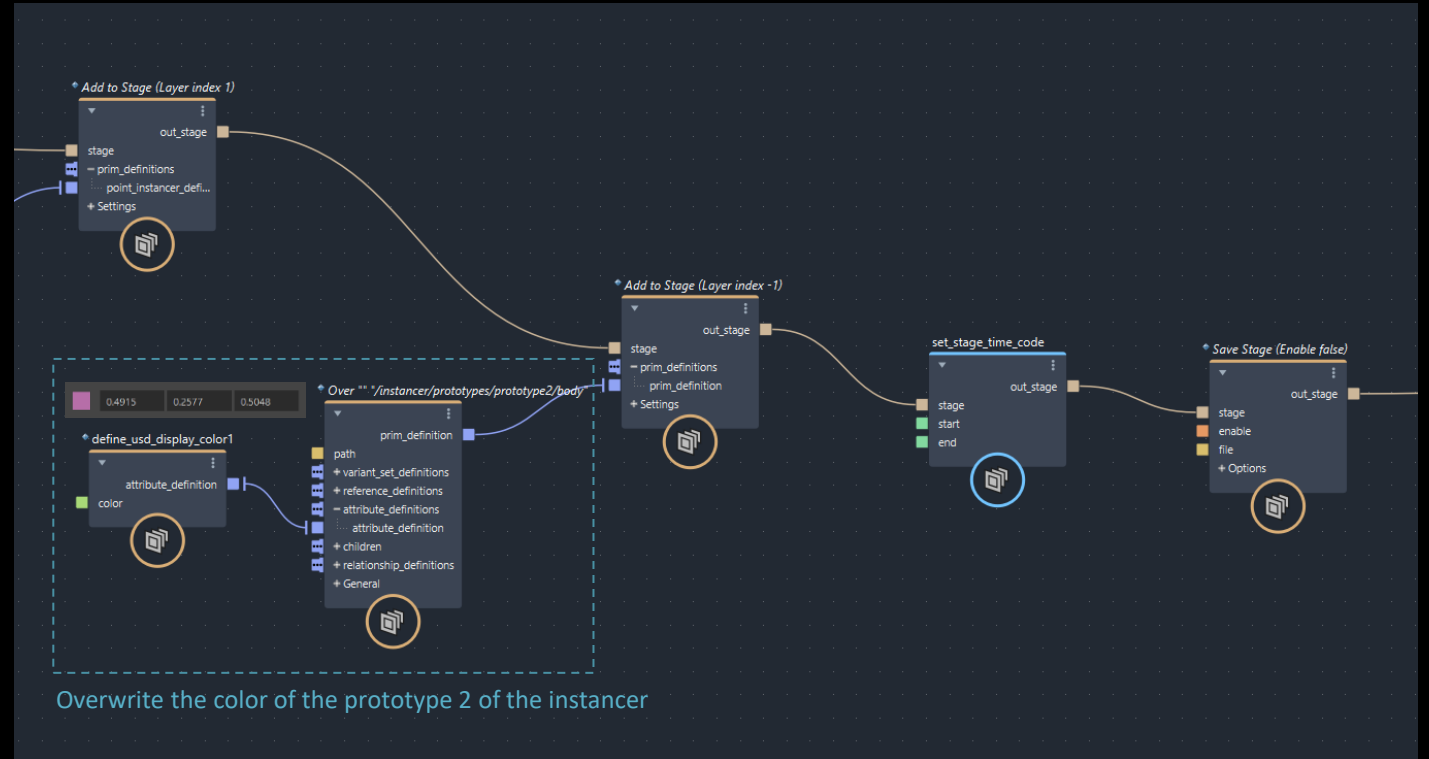 Add to Stage (Layer index 1)
out_stage
stage
prim_definitions
point_instancer_defi...
+ Settings
Add to Stage (Layer index -1)
out_stage
stage
prim_definitions
prim_definition
+ Settings
set_stage_time_code
out_stage
stage
start
end
Save Stage (Enable false)
out_stage
stage
enable
file
+ Options
0.4915 0.2577 0.5048
define_usd_display_color1
attribute_definition
color
Over "" "/instancer/prototypes/prototype2/body"
prim_definition
path
+ variant_set_definitions
+ reference_definitions
− attribute_definitions
attribute_definition
+ children
+ relationship_definitions
+ General
Overwrite the color of the prototype 2 of the instancer